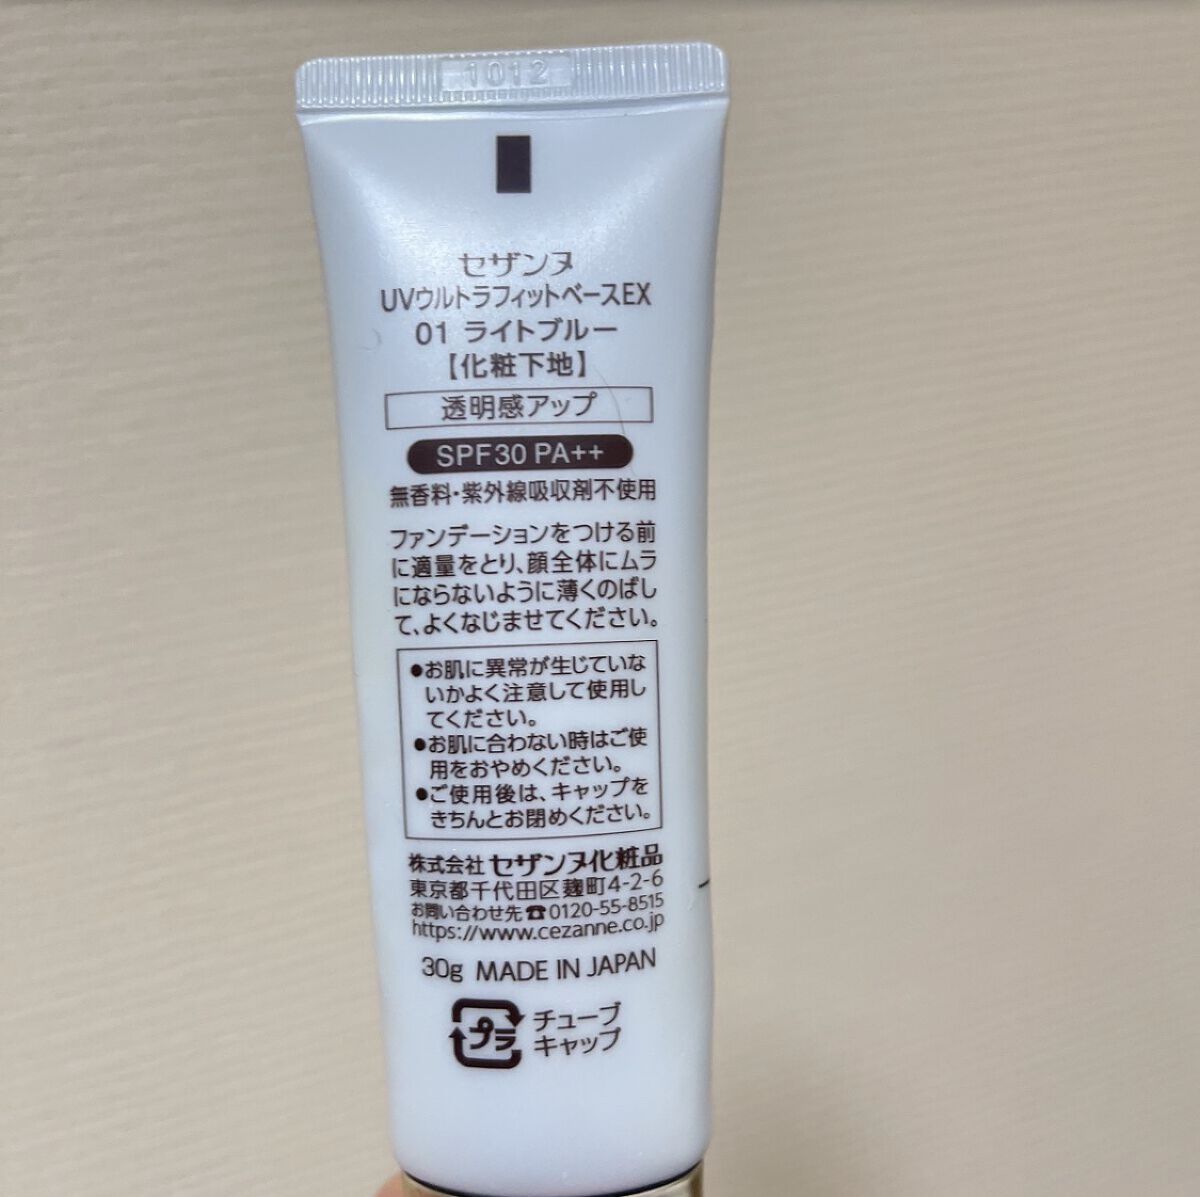 1012
セザンヌ
UVウルトラフィットベースEX
01 ライトブルー
【化粧下地】
透明感アップ
SPF30 PA++
無香料・紫外線吸収剤不使用
ファンデーションをつける前
に適量をとり、顔全体にムラ
にならないように薄くのばし
て、よくなじませてください。
●お肌に異常が生じていな
いかよく注意して使用し
てください。
●お肌に合わない時はご使
用をおやめください。
●ご使用後は、キャップを
きちんとお閉めください。
株式会社 セザンヌ化粧品
東京都千代田区麹町4-2-6
お問い合わせ先☎0120-55-8515
https://www.cezanne.co.jp
30g MADE IN JAPAN
プラ チューブ
キャップ